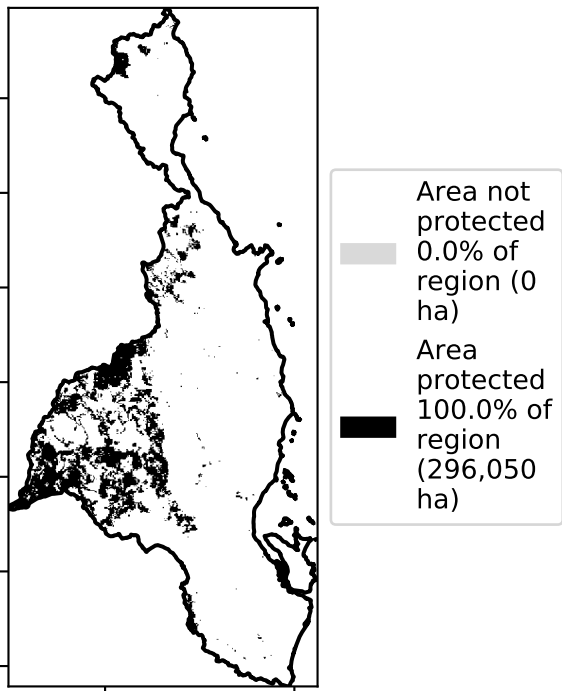 Area not
protected
0.0% of
region (0
ha)
Area
protected
100.0% of
region
(296,050
ha)